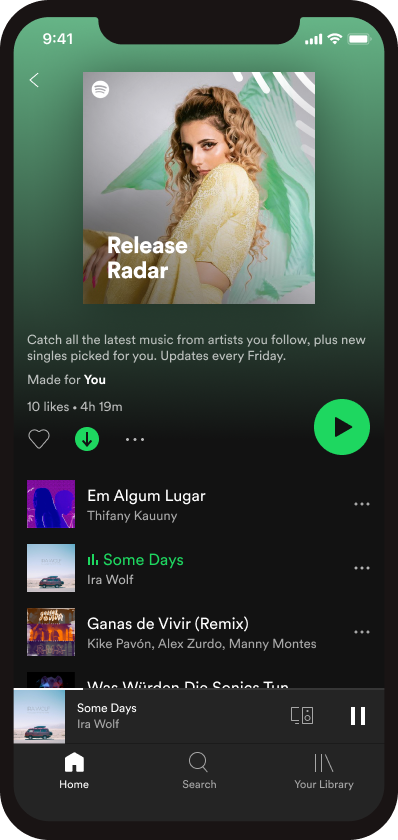 9:41
Release
Radar
Catch all the latest music from artists you follow, plus new
singles picked for you. Updates every Friday.
Made for You
10 likes • 4h 19m
Em Algum Lugar
Thifany Kauuny
Some Days
Ira Wolf
Ganas de Vivir (Remix)
Kike Pavón, Alex Zurdo, Manny Montes
Was Würden Die Sonics Tun
Some Days
Ira Wolf
Home
Search
Your Library